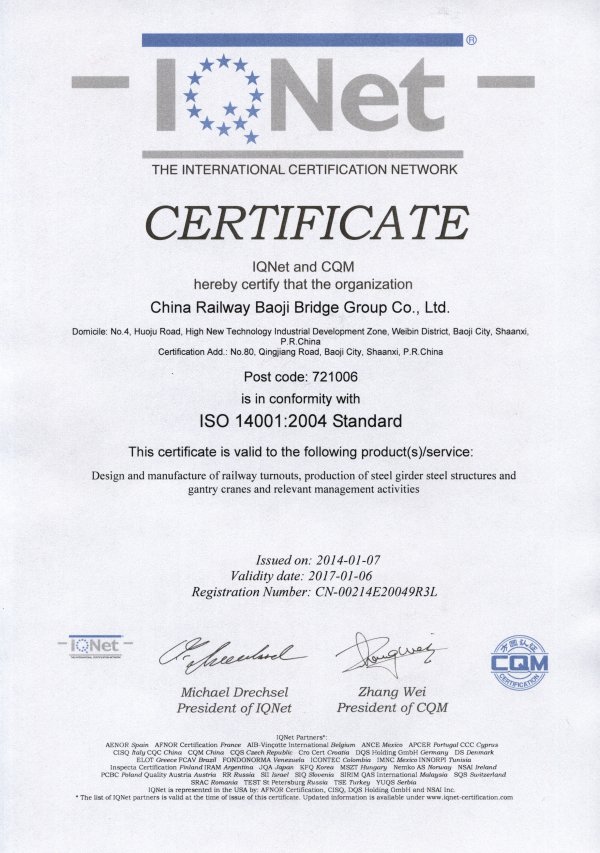 IQNet®
THE INTERNATIONAL CERTIFICATION NETWORK
CERTIFICATE
IQNet and CQM
hereby certify that the organization
China Railway Baoji Bridge Group Co., Ltd.
Domicile: No.4, Huoju Road, High New Technology Industrial Development Zone, Weibin District, Baoji City, Shaanxi,
P.R.China
Certification Add.: No.80, Qingjiang Road, Baoji City, Shaanxi, P.R.China
Post code: 721006
is in conformity with
ISO 14001:2004 Standard
This certificate is valid to the following product(s)/service:
Design and manufacture of railway turnouts, production of steel girder steel structures and
gantry cranes and relevant management activities
Issued on: 2014-01-07
Validity date: 2017-01-06
Registration Number: CN-00214E20049R3L
IQNet
THE INTERNATIONAL CERTIFICATION NETWORK
Michael Drechsel
President of IQNet
Zhang Wei
Zhang Wei
President of CQM
方圆认证
CQM
CERTIFICATION
IQNet Partners*:
AENOR Spain AFNOR Certification France AIB-Vinçotte International Belgium ANCE Mexico APCER Portugal CCC Cyprus
CISQ Italy CQC China CQM China CQS Czech Republic Cro Cert Croatia DQS Holding GmbH Germany DS Denmark
ELOT Greece FCAV Brazil FONDONORMA Venezuela ICONTEC Colombia IMNC Mexico INNORPI Tunisia
Inspecta Certification Finland IRAM Argentina JQA Japan KFQ Korea MSZT Hungary Nemko AS Norway NSAI Ireland
PCBC Poland Quality Austria Austria RR Russia SII Israel SIQ Slovenia SIRIM QAS International Malaysia SQS Switzerland
SRAC Romania TEST St Petersburg Russia TSE Turkey YUQS Serbia
IQNet is represented in the USA by: AFNOR Certification, CISQ, DQS Holding GmbH and NSAI Inc.
* The list of IQNet partners is valid at the time of issue of this certificate. Updated information is available under www.iqnet-certification.com